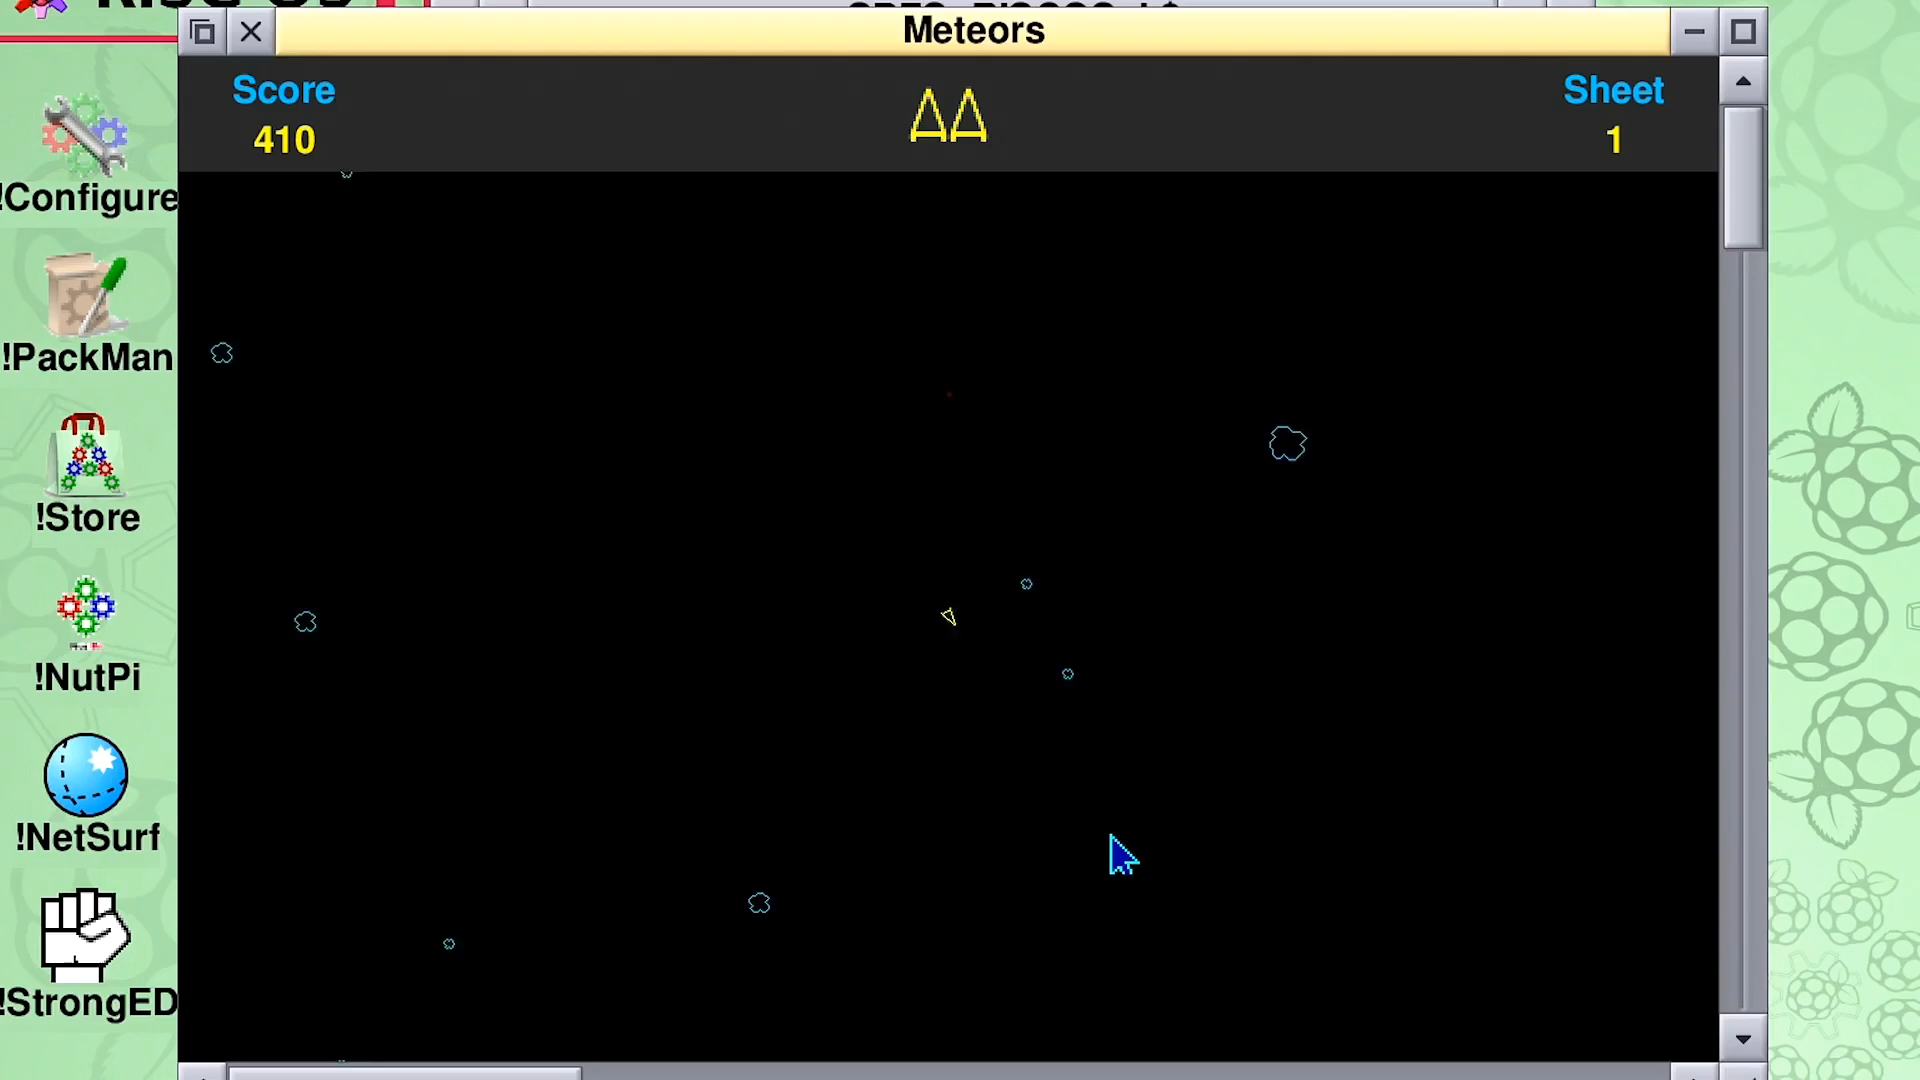 Meteors
Score
Sheet
410
1
!Configure
!PackMan
!Store
!NutPi
!NetSurf
!StrongED